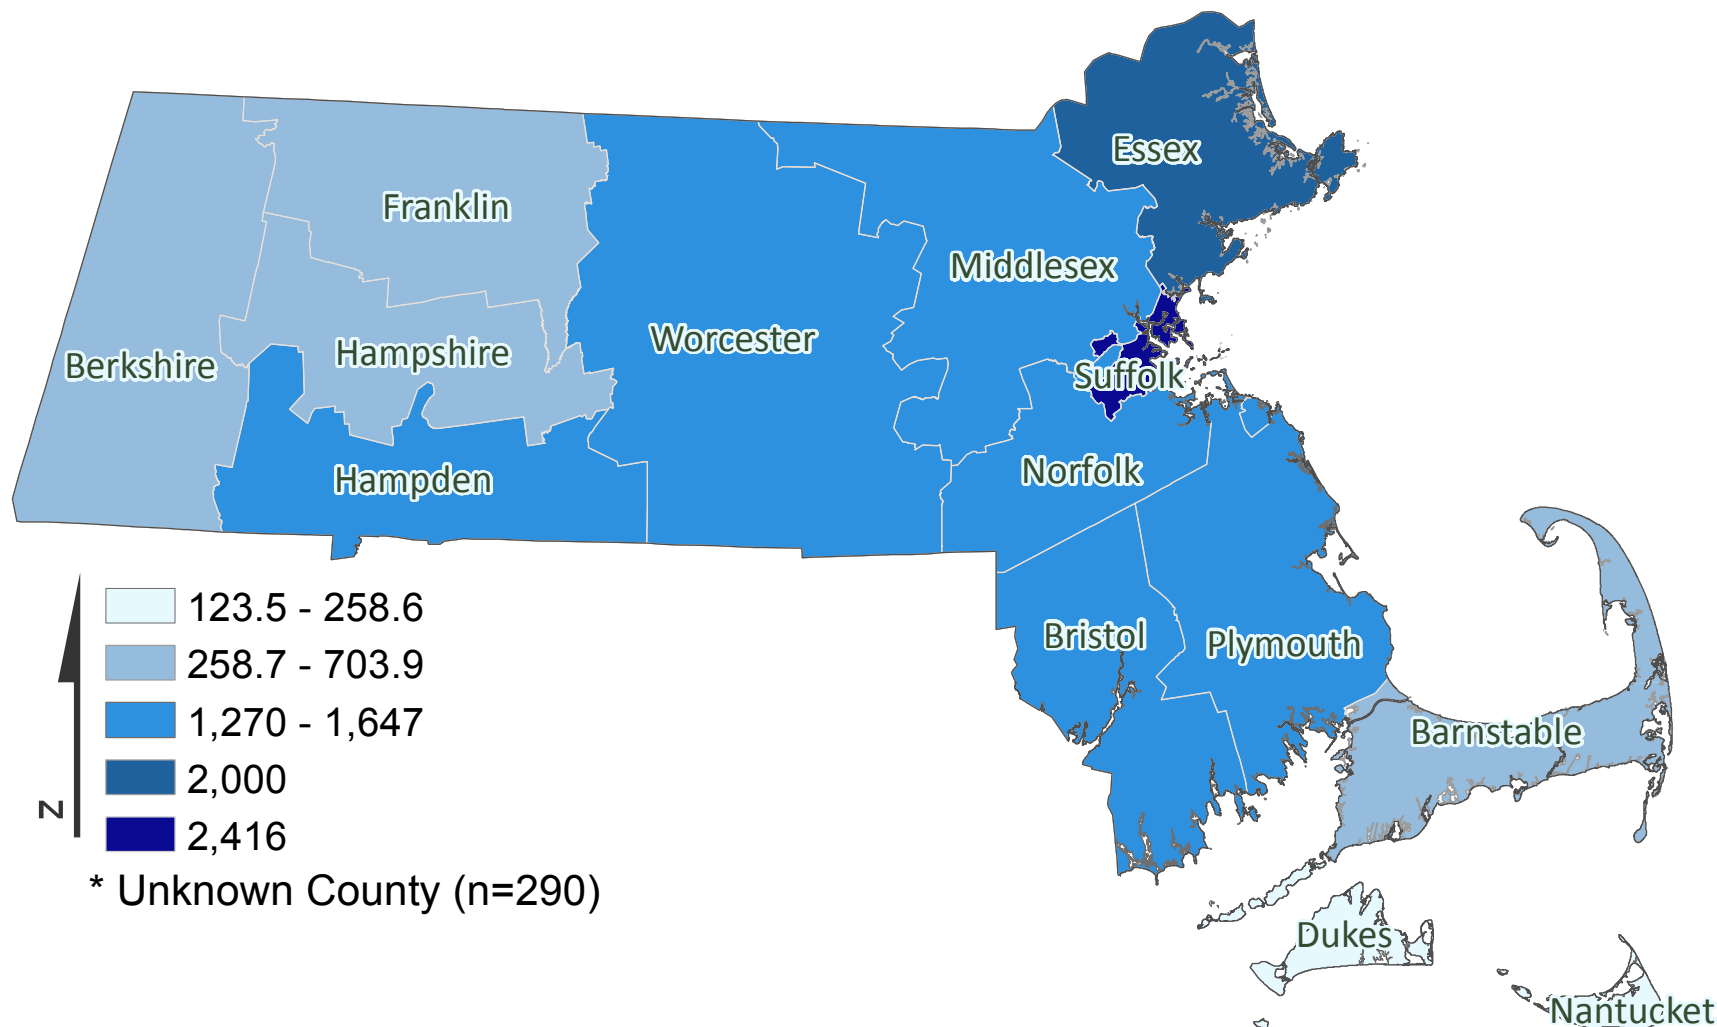 Essex
Franklin
Middlesex
Worcester
Hampshire
Berkshire
Suffolk
Norfolk
Hampden
123.5 - 258.6
Bristol
Plymouth
258.7 - 703.9
1,270 - 1,647
Barnstable
2,000
N
2,416
* Unknown County (n=290)
Dukes
Nantucket